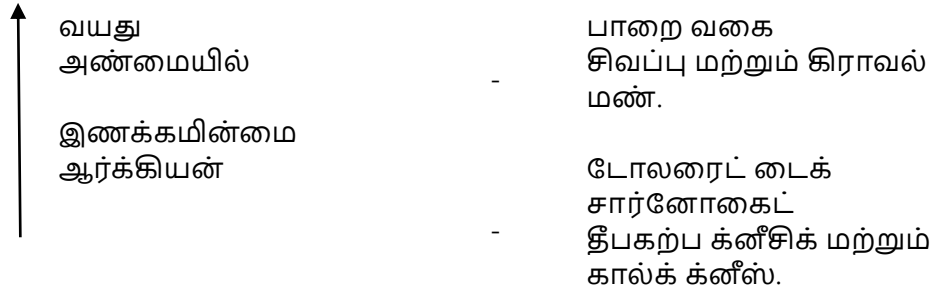 வயது
பாறை வகை
அண்மையில்
-
சிவப்பு மற்றும் கிராவல்
மண்.
இணக்கமின்மை
ஆர்க்கியன்
டோலரைட் டைக்
சார்னோகைட்
-
தீபகற்ப க்னீசிக் மற்றும்
கால்க் க்னீஸ்.